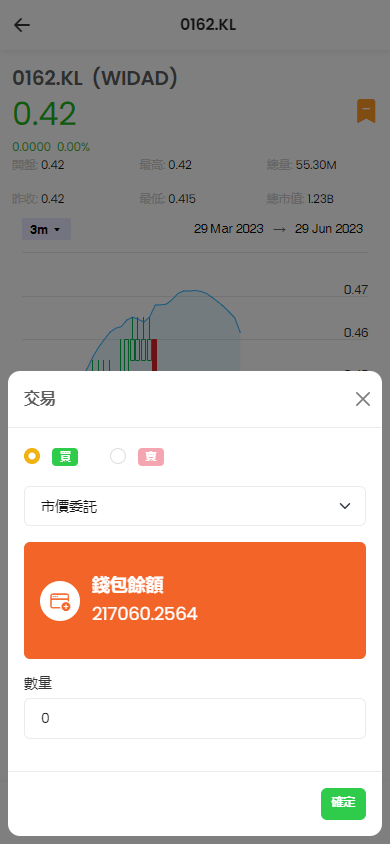 0162.KL
0162.KL (WIDAD)
0.42
0.0000 0.00%
開盤: 0.42 最高: 0.42 總量: 55.30M
昨收: 0.42 最低: 0.415 總市值: 1.23B
3m 29 Mar 2023 → 29 Jun 2023
0.47
0.46
交易
買 賣
市價委託
錢包餘額
217060.2564
數量
0
確定